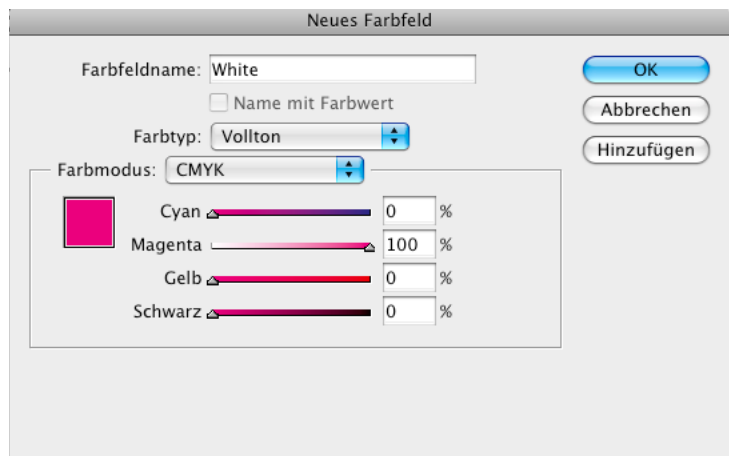 Neues Farbfeld
Farbfeldname: White
OK
Name mit Farbwert
Abbrechen
Farbtyp: Vollton
Hinzufügen
Farbmodus: CMYK
Cyan 0 %
Magenta 100 %
Gelb 0 %
Schwarz 0 %